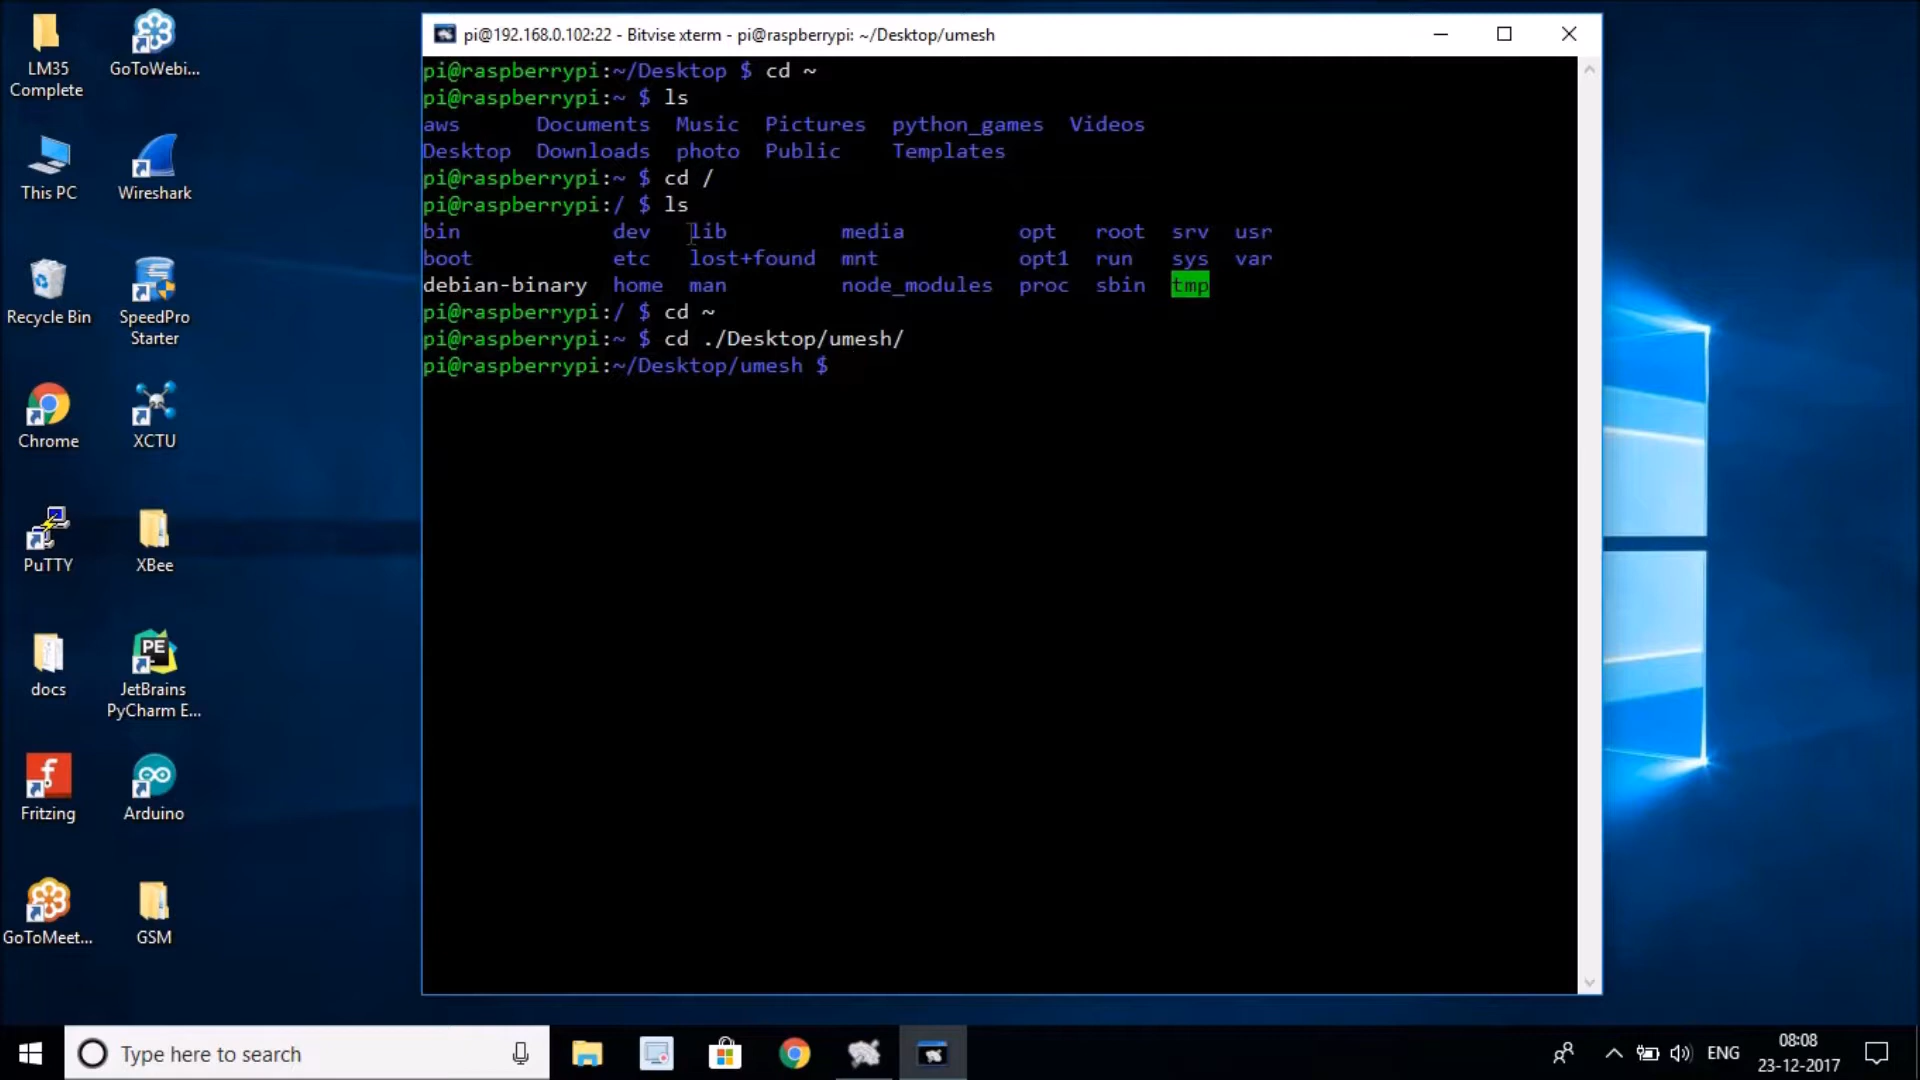 LM35 Complete
GoToWebi...
This PC
Wireshark
Recycle Bin
SpeedPro Starter
Chrome
XCTU
PuTTY
XBee
docs
JetBrains PyCharm E...
Fritzing
Arduino
GoToMeet...
GSM
pi@192.168.0.102:22 - Bitvise xterm - pi@raspberrypi: ~/Desktop/umesh
pi@raspberrypi:~/Desktop $ cd ~
pi@raspberrypi:~ $ ls
aws Documents Music Pictures python_games Videos
Desktop Downloads photo Public Templates
pi@raspberrypi:~ $ cd /
pi@raspberrypi:/ $ ls
bin dev lib media opt root srv usr
boot etc lost+found mnt opt1 run sys var
debian-binary home man node_modules proc sbin tmp
pi@raspberrypi:/ $ cd ~
pi@raspberrypi:~ $ cd ./Desktop/umesh/
pi@raspberrypi:~/Desktop/umesh $
Type here to search
ENG
08:08
23-12-2017